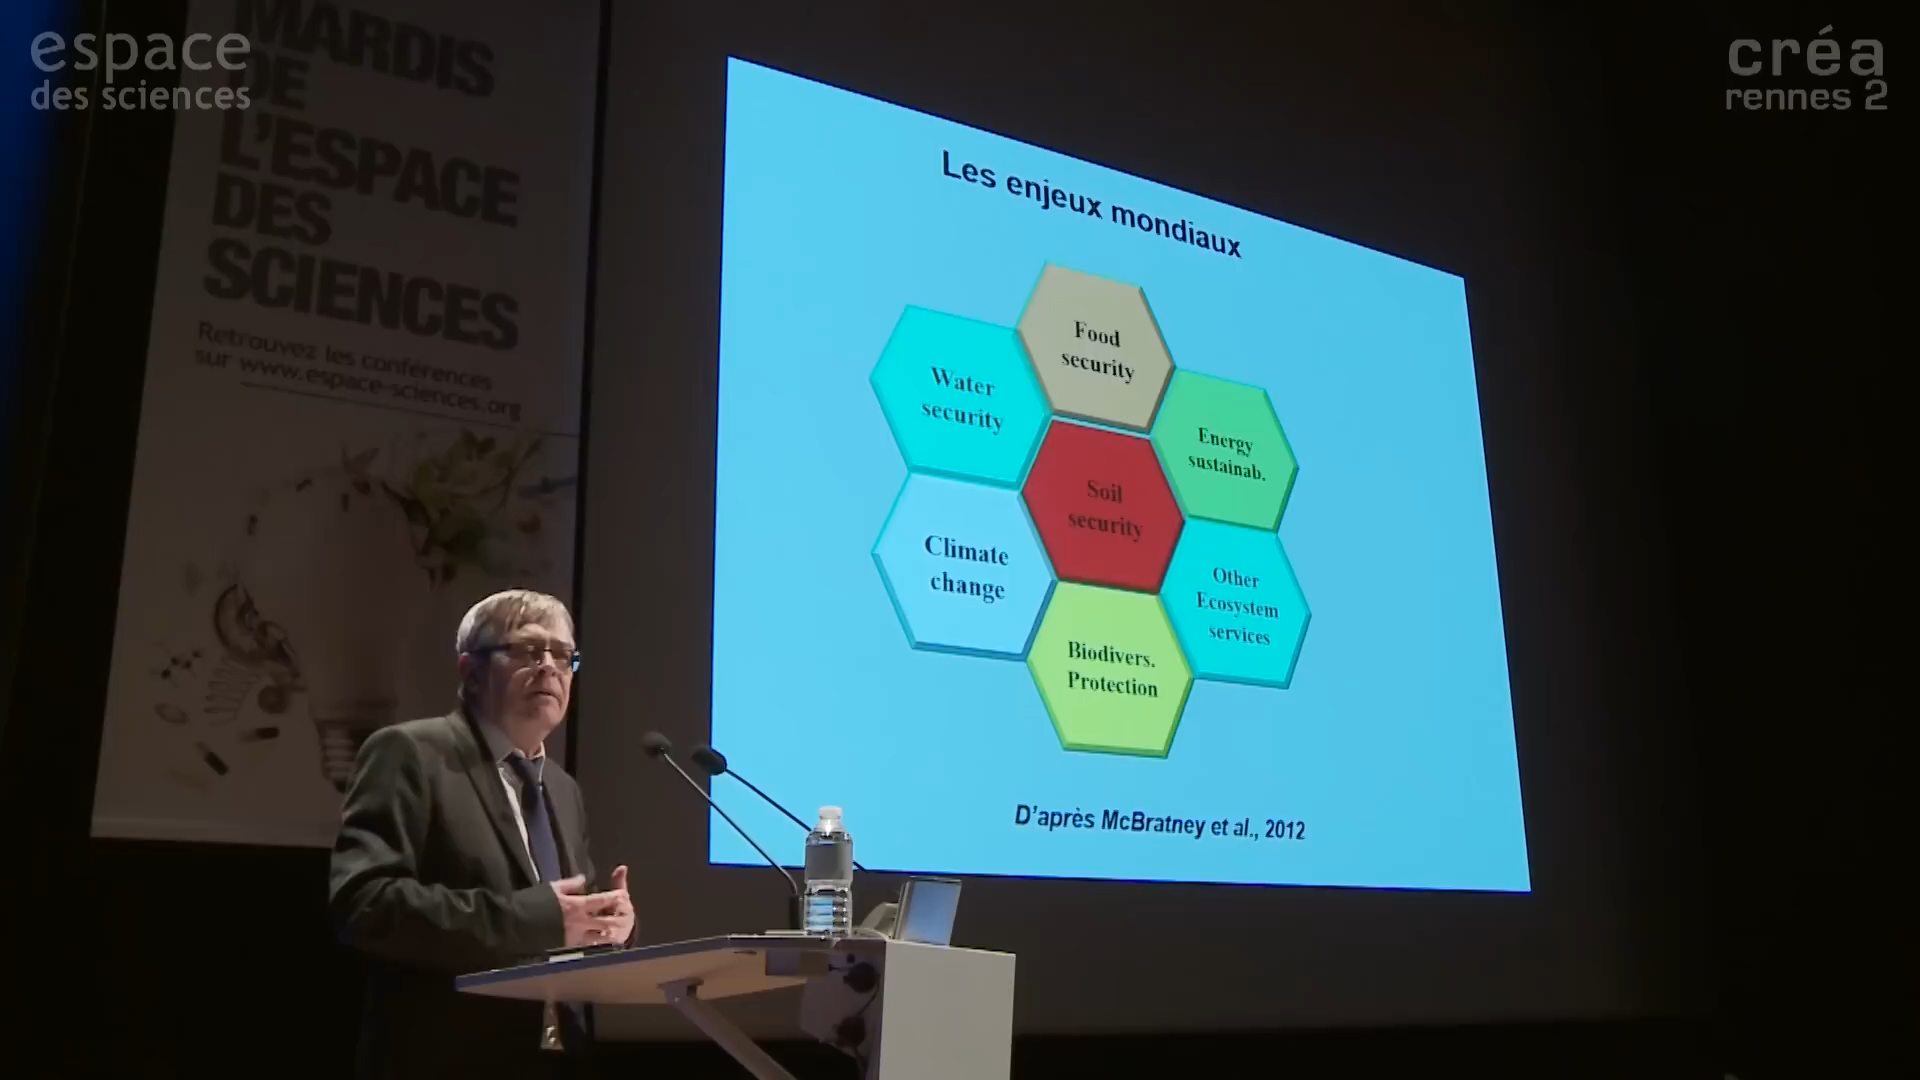 espace
des sciences
créa
rennes 2
MARDIS
DE
L'ESPACE
DES
SCIENCES
Retrouvez les conférences
sur www.espace-sciences.org
Les enjeux mondiaux
Food
security
Water
security
Energy
sustainab.
Soil
security
Climate
change
Other
Ecosystem
services
Biodivers.
Protection
D'après McBratney et al., 2012